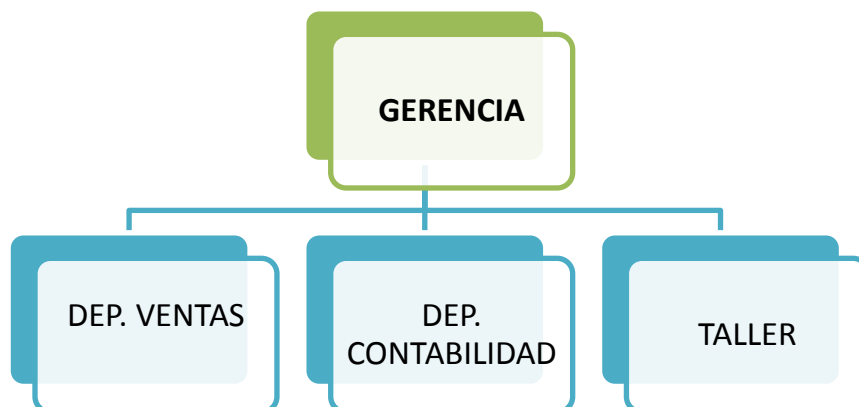 GERENCIA
DEP. VENTAS
DEP.
CONTABILIDAD
TALLER